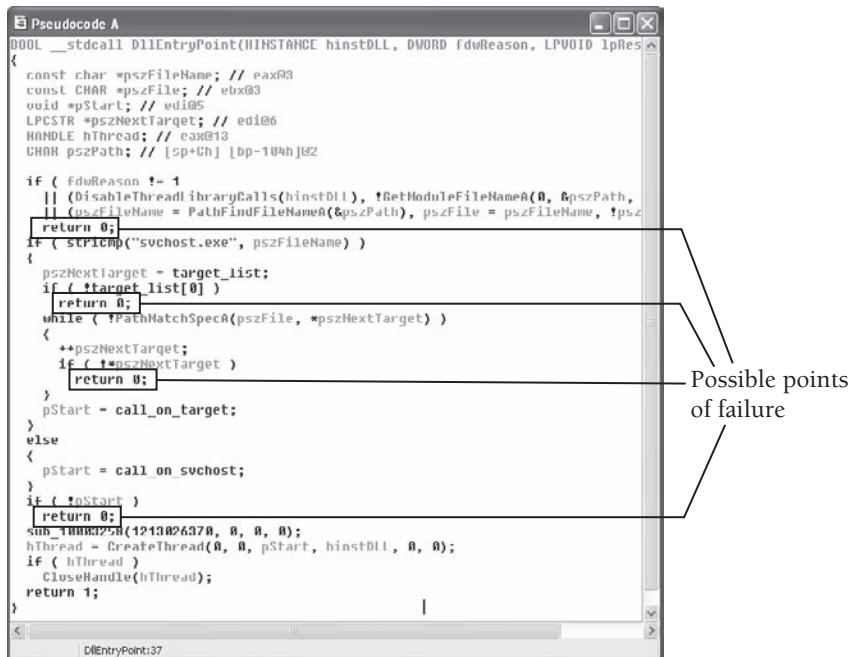 Pseudocode A
BOOL __stdcall DllEntryPoint(HINSTANCE hinstDLL, DWORD fdwReason, LPVOID lpRes
{
const char *pszFileName; // eax@3
const CHAR *pszFile; // ebx@3
void *pStart; // edi@5
LPCSTR *pszNextTarget; // edi@6
HANDLE hThread; // eax@13
CHAR pszPath; // [sp+Ch] [bp-104h]@2
if ( fdwReason != 1
|| (DisableThreadLibraryCalls(hinstDLL), !GetModuleFileNameA(0, &pszPath,
|| (pszFileName = PathFindFileNameA(&pszPath), pszFile = pszFileName, !psz
return 0;
if ( stricmp("svchost.exe", pszFileName) )
{
pszNextTarget = target_list;
if ( !target_list[0] )
return 0;
while ( !PathMatchSpecA(pszFile, *pszNextTarget) )
{
++pszNextTarget;
if ( !*pszNextTarget )
return 0;
}
pStart = call_on_target;
}
else
{
pStart = call_on_svchost;
}
if ( !pStart )
return 0;
sub_10003258(1213026370, 0, 0, 0);
hThread = CreateThread(0, 0, pStart, hinstDLL, 0, 0);
if ( hThread )
CloseHandle(hThread);
return 1;
}
DllEntryPoint:37
Possible points
of failure